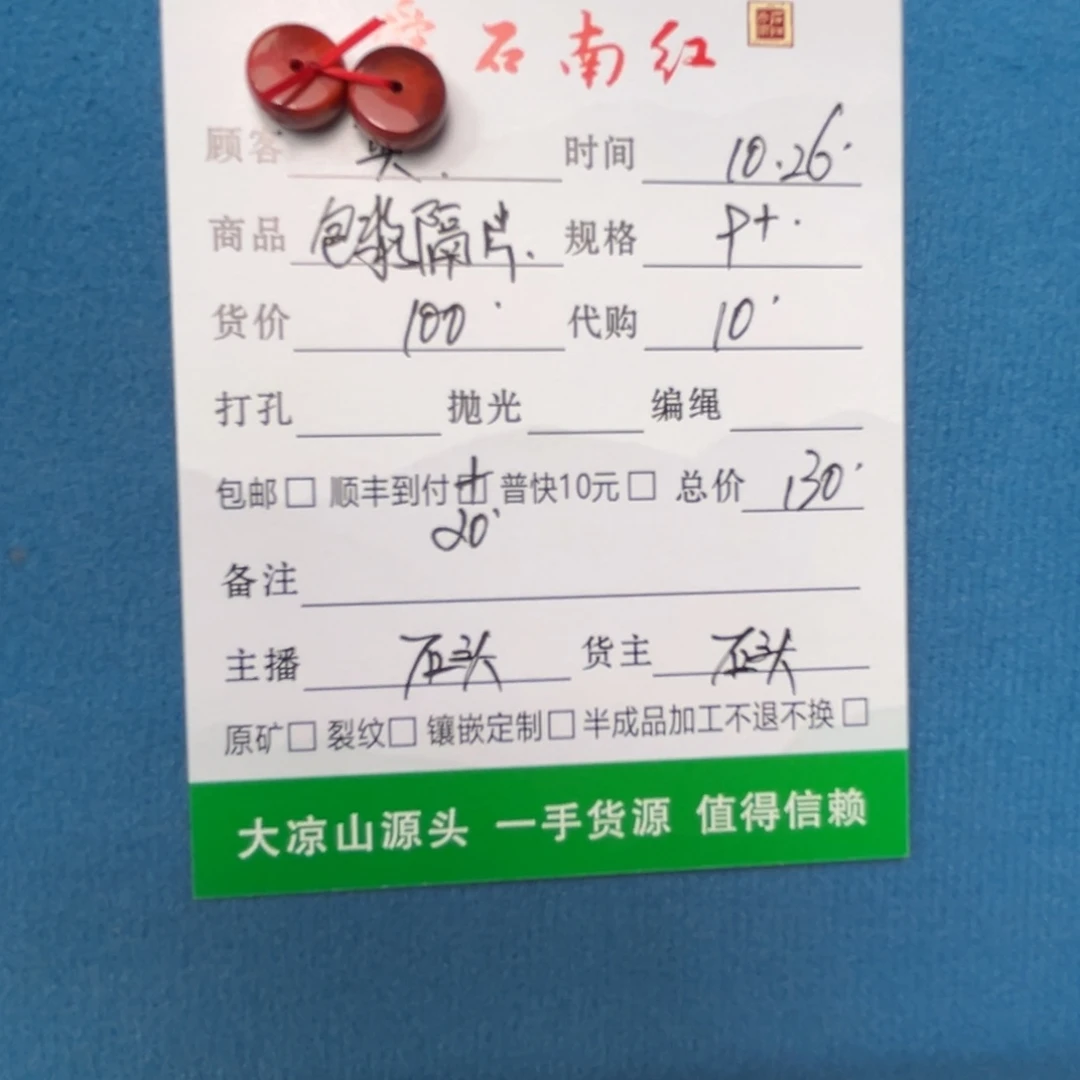 石南红
顾客 时间 10.26
商品 包浆隔片. 规格 9+.
货价 100 代购 10
打孔 抛光 编绳
包邮□ 顺丰到付□ 普快10元□ 总价 130
20
备注
主播 石头 货主 石头
原矿□ 裂纹□ 镶嵌定制□ 半成品加工不退不换□
大凉山源头 一手货源 值得信赖